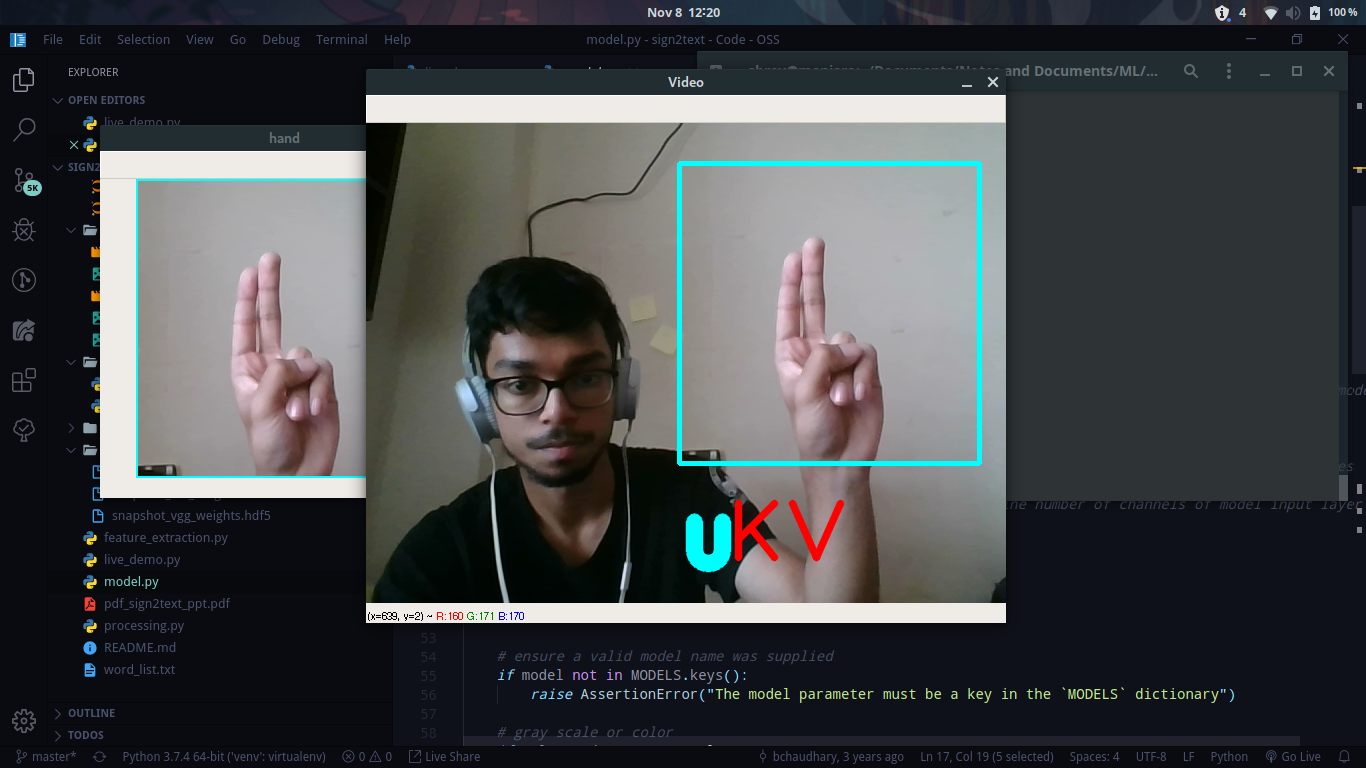 Nov 8 12:20
4
100 %
File Edit Selection View Go Debug Terminal Help
model.py - sign2text - Code - OSS
EXPLORER
OPEN EDITORS
live_demo.py
SIGN2
5K
hand
Video
and Documents/ML/...
UKV
(x=639, y=2) ~ R:160 G:171 B:170
number of channels of model input layer
snapshot_vgg_weights.hdf5
feature_extraction.py
live_demo.py
model.py
pdf_sign2text_ppt.pdf
processing.py
README.md
word_list.txt
OUTLINE
TODOS
53
54 # ensure a valid model name was supplied
55 if model not in MODELS.keys():
56 raise AssertionError("The model parameter must be a key in the `MODELS` dictionary")
57
58 # gray scale or color
master* Python 3.7.4 64-bit ('venv': virtualenv) 0 0 Live Share bchaudhary, 3 years ago Ln 17, Col 19 (5 selected) Spaces: 4 UTF-8 LF Python Go Live